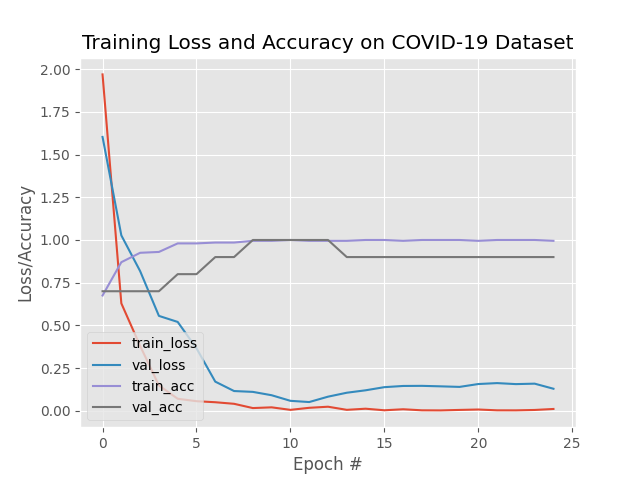 Training Loss and Accuracy on COVID-19 Dataset
2.00
1.75
1.50
1.25
1.00
0.75
0.50
0.25
0.00
Loss/Accuracy
train_loss
val_loss
train_acc
val_acc
0 5 10 15 20 25
Epoch #